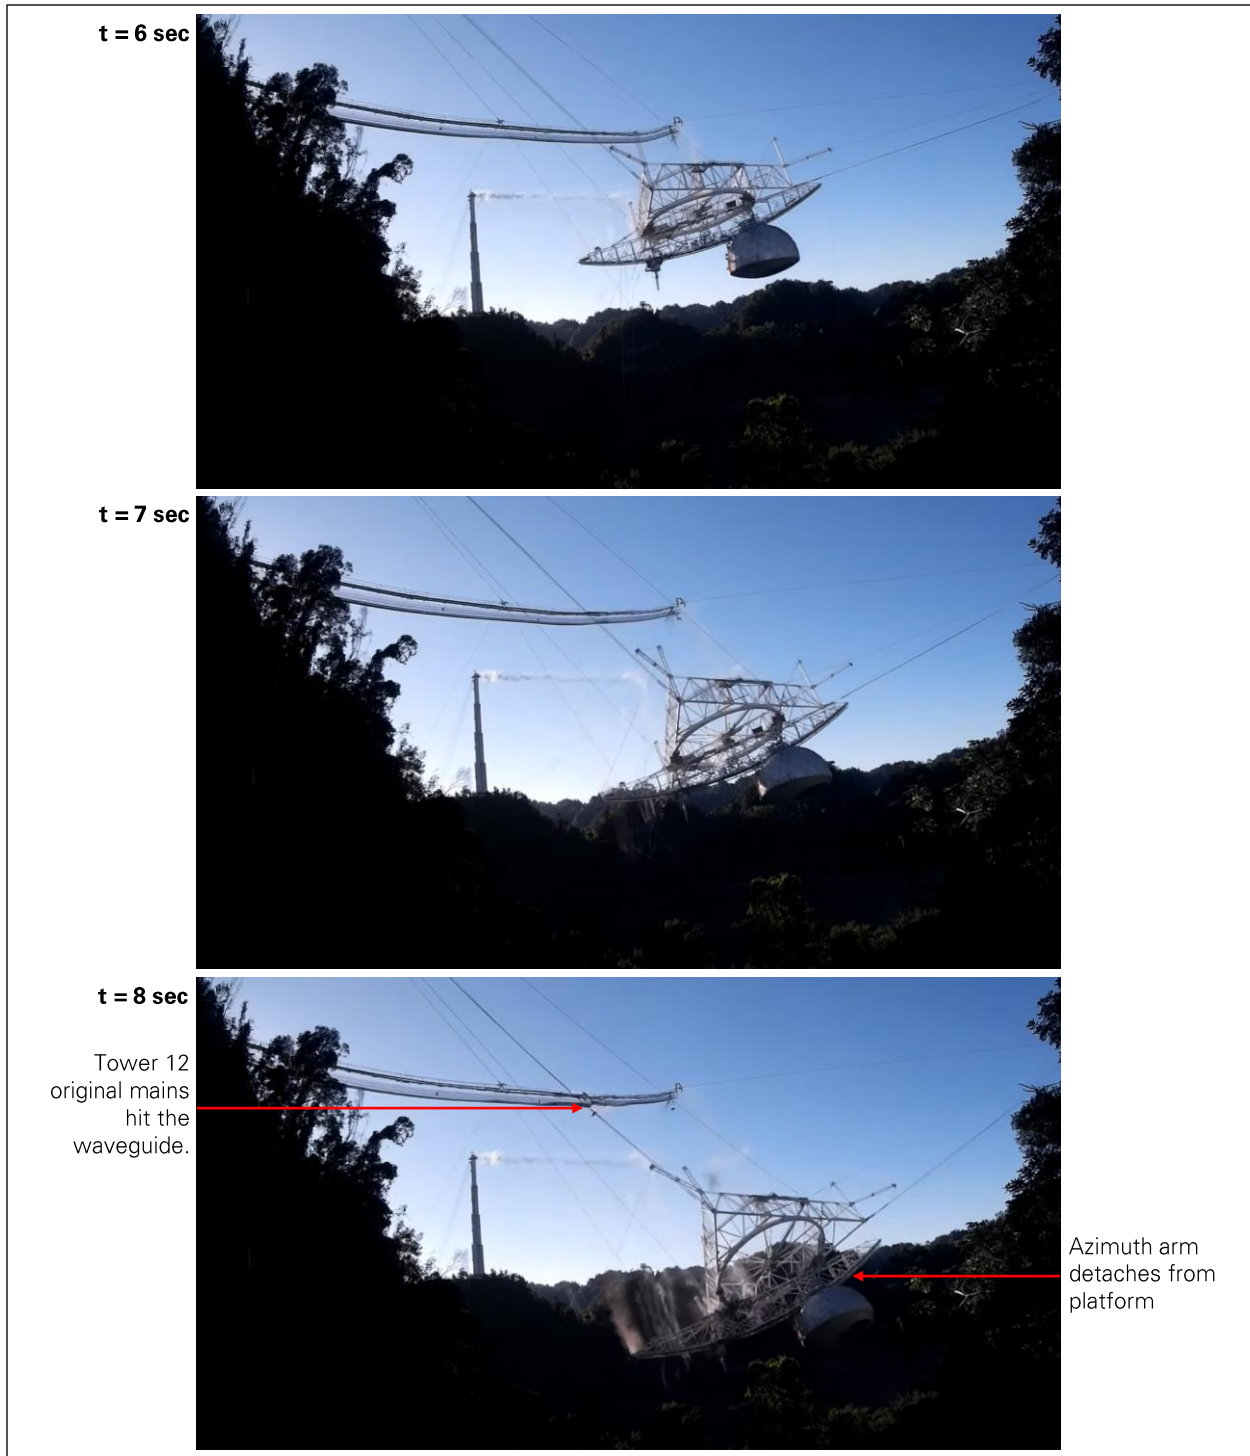 t = 6 sec
t = 7 sec
t = 8 sec
Tower 12
original mains
hit the
waveguide.
Azimuth arm
detaches from
platform